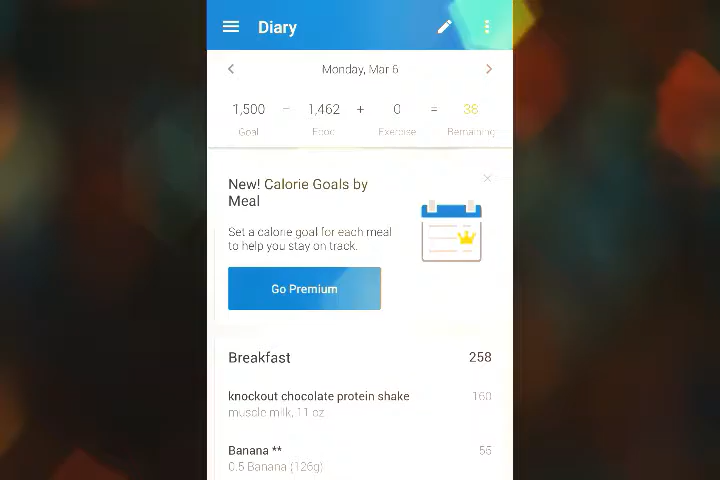 Diary
Monday, Mar 6
1,500 − 1,462 + 0 = 38
Goal Food Exercise Remaining
New! Calorie Goals by
Meal
Set a calorie goal for each meal
to help you stay on track.
Go Premium
Breakfast 258
knockout chocolate protein shake 160
muscle milk, 11 oz
Banana ** 55
0.5 Banana (126g)